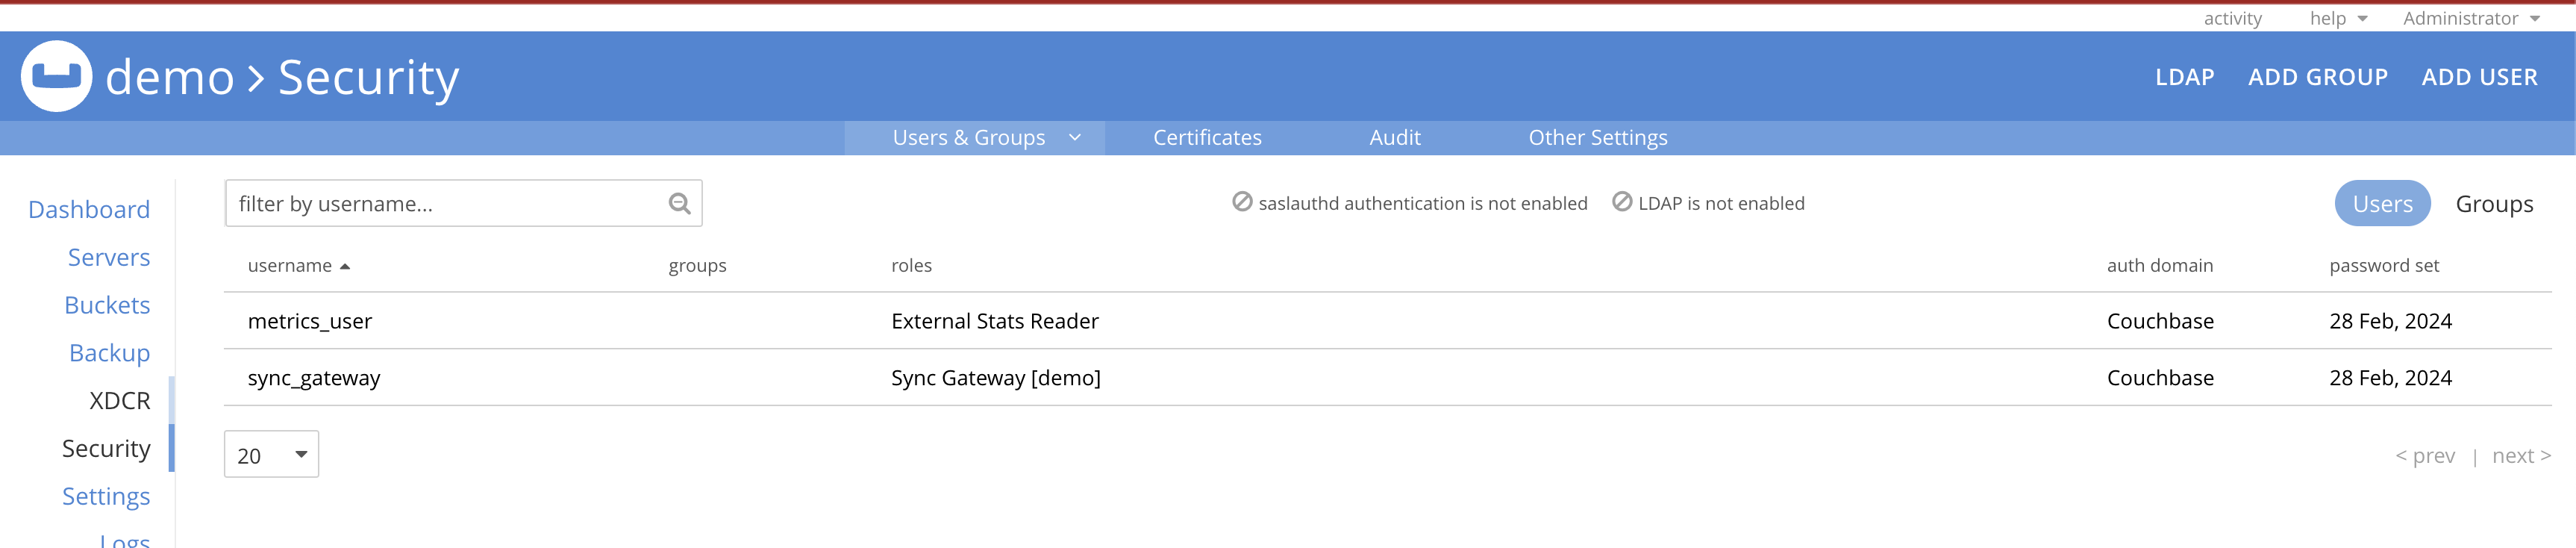 activity help Administrator
demo > Security LDAP ADD GROUP ADD USER
Users & Groups Certificates Audit Other Settings
Dashboard
Servers
Buckets
Backup
XDCR
Security
Settings
Logs
filter by username... saslauthd authentication is not enabled LDAP is not enabled Users Groups
username groups roles auth domain password set
metrics_user External Stats Reader Couchbase 28 Feb, 2024
sync_gateway Sync Gateway [demo] Couchbase 28 Feb, 2024
20 < prev | next >